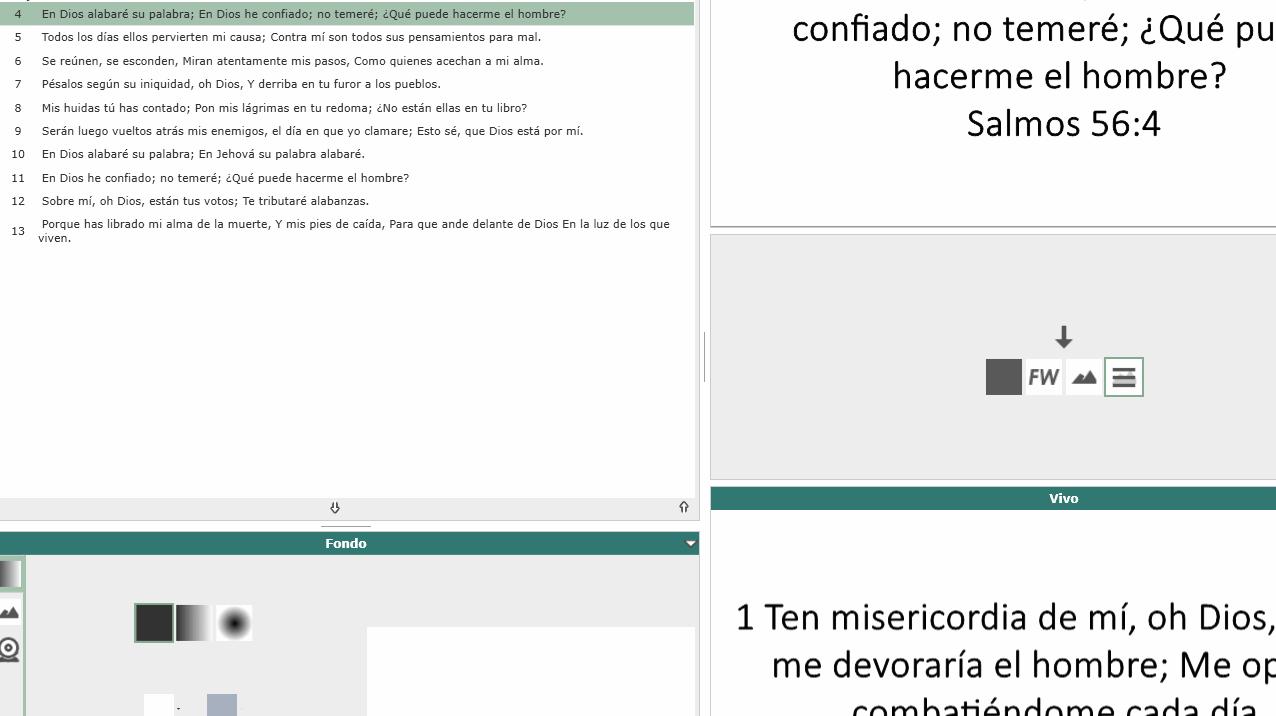 4 En Dios alabaré su palabra; En Dios he confiado; no temeré; ¿Qué puede hacerme el hombre?
5 Todos los días ellos pervierten mi causa; Contra mí son todos sus pensamientos para mal.
6 Se reúnen, se esconden, Miran atentamente mis pasos, Como quienes acechan a mi alma.
7 Pésalos según su iniquidad, oh Dios, Y derriba en tu furor a los pueblos.
8 Mis huidas tú has contado; Pon mis lágrimas en tu redoma; ¿No están ellas en tu libro?
9 Serán luego vueltos atrás mis enemigos, el día en que yo clamare; Esto sé, que Dios está por mí.
10 En Dios alabaré su palabra; En Jehová su palabra alabaré.
11 En Dios he confiado; no temeré; ¿Qué puede hacerme el hombre?
12 Sobre mí, oh Dios, están tus votos; Te tributaré alabanzas.
13 Porque has librado mi alma de la muerte, Y mis pies de caída, Para que ande delante de Dios En la luz de los que
viven.
Fondo
confiado; no temeré; ¿Qué pu
hacerme el hombre?
Salmos 56:4
FW
Vivo
1 Ten misericordia de mí, oh Dios,
me devoraría el hombre; Me op
combatiéndome cada día